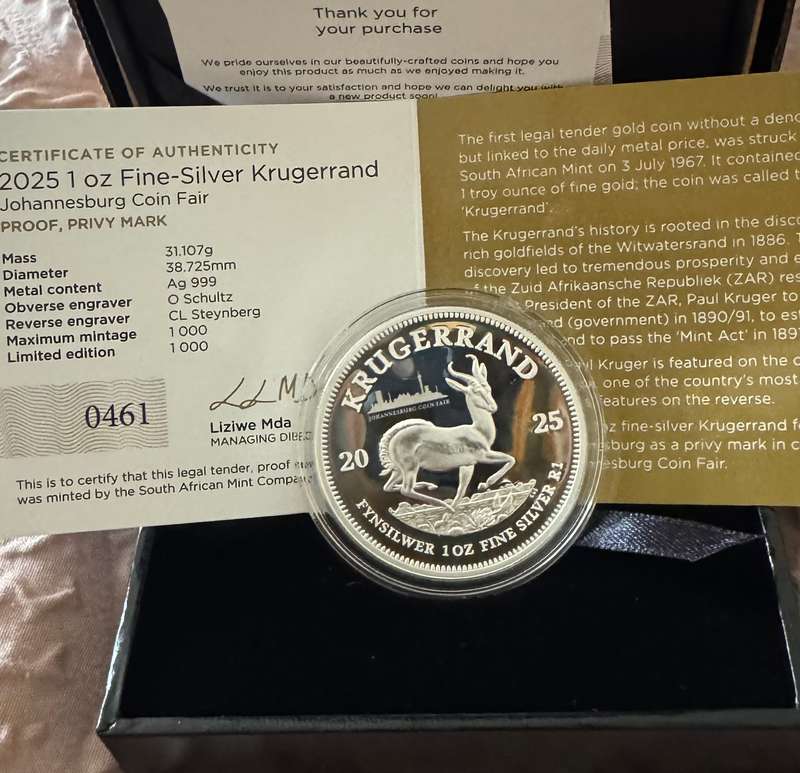 Thank you for
your purchase
We pride ourselves in our beautifully-crafted coins and hope you
enjoy this product as much as we enjoyed making it.
We trust it is to your satisfaction and hope we can delight you with
a new product soon!
CERTIFICATE OF AUTHENTICITY
2025 1 oz Fine-Silver Krugerrand
Johannesburg Coin Fair
PROOF, PRIVY MARK
Mass 31.107g
Diameter 38.725mm
Metal content Ag 999
Obverse engraver O Schultz
Reverse engraver CL Steynberg
Maximum mintage 1 000
Limited edition 1 000
0461
Liziwe Mda
MANAGING
This is to certify that this legal tender, proof
was minted by the South African Mint
The first legal tender gold coin without a
but linked to the daily metal price, was struck
South African Mint on 3 July 1967. It contained
1 troy ounce of fine gold; the coin was called
'Krugerrand'.
The Krugerrand's history is rooted in the
rich goldfields of the Witwatersrand in 1886.
discovery led to tremendous prosperity and
the Zuid Afrikaansche Republiek (ZAR)
President of the ZAR, Paul Kruger to
(government) in 1890/91, to
to pass the 'Mint Act' in
Kruger is featured on the
one of the country's most
features on the reverse.
fine-silver Krugerrand
as a privy mark in
Coin Fair.
KRUGERRAND
JOHANNESBURG COIN FAIR
20 25
FYNSILWER 1 OZ FINE SILVER R1